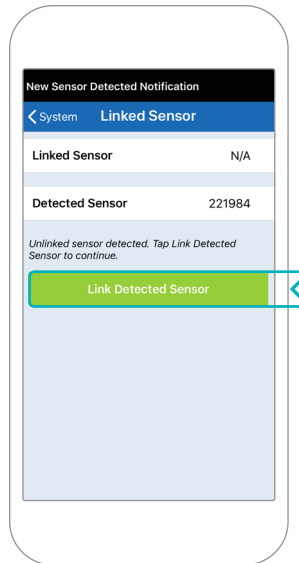 New Sensor Detected Notification
System Linked Sensor
Linked Sensor N/A
Detected Sensor 221984
Unlinked sensor detected. Tap Link Detected
Sensor to continue.
Link Detected Sensor